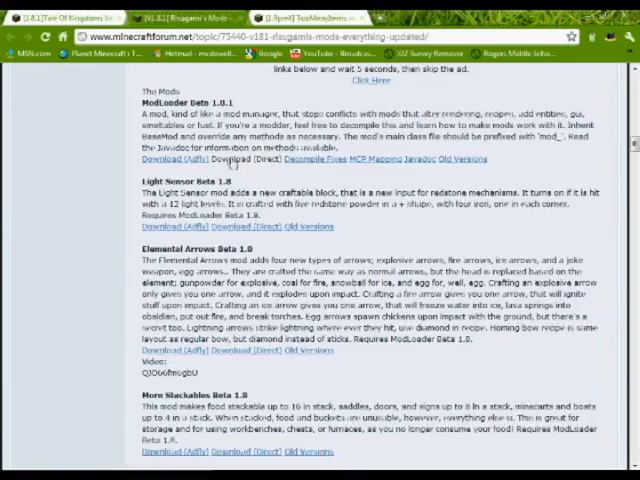 [1.8.1]Tale Of Kingdoms
[V1.8.1] Risugami's Mods -
[1.9pre4] TooManyItems
www.minecraftforum.net/topic/75440-v181-risugamis-mods-everything-updated/
MSN.com
Planet Minecraft
Hotmail - mcdowell
Google
YouTube - Broadcas...
XYZ Survey Remover
Rogers Middle Scho...
links below and wait 5 seconds, then skip the ad.
Click Here
The Mods
ModLoader Beta 1.8.1
A mod, kind of like a mod manager, that stops conflicts with mods that alter rendering, recipes, add entities, gui,
smeltables or fuel. If you're a modder, feel free to decompile this and learn how to make mods work with it. Inherit
BaseMod and override any methods as necessary. The mod's main class file should be prefixed with 'mod_'. Read
the Javadoc for information on methods available.
Download (Adfly) Download (Direct) Decompile Fixes MCP Mapping Javadoc Old Versions
Light Sensor Beta 1.8
The Light Sensor mod adds a new craftable block, that is a new input for redstone mechanisms. It turns on if it is hit
with a 12 light levels. It is crafted with five redstone powder in a + shape, with four iron, one in each corner.
Requires ModLoader Beta 1.8.
Download (Adfly) Download (Direct) Old Versions
Elemental Arrows Beta 1.8
The Elemental Arrows mod adds four new types of arrows; explosive arrows, fire arrows, ice arrows, and a joke
weapon, egg arrows... They are crafted the same way as normal arrows, but the head is replaced based on the
element; gunpowder for explosive, coal for fire, snowball for ice, and egg for, well, egg. Crafting an explosive arrow
only gives you one arrow, and it explodes upon impact. Crafting a fire arrow gives you one arrow, that will ignite
stuff upon impact. Crafting an ice arrow gives you one arrow, that will freeze water into ice, lava springs into
obsidian, put out fire, and break torches. Egg arrows spawn chickens upon impact with the ground, but there's a
secret too. Lightning arrows strike lightning where ever they hit, use diamond in recipe. Homing bow recipe is same
layout as regular bow, but diamond instead of sticks. Requires ModLoader Beta 1.8.
Download (Adfly) Download (Direct) Old Versions
Video:
More Stackables Beta 1.8
This mod makes food stackable up to 16 in stack, saddles, doors, and signs up to 8 in a stack, minecarts and boats
up to 4 in a stack. When stacked, food and buckets are unusable, however, everything else is. This is great for
storage and for using workbenches, chests, or furnaces, as you no longer consume your food! Requires ModLoader
Beta 1.8.
Download (Adfly) Download (Direct) Old Versions